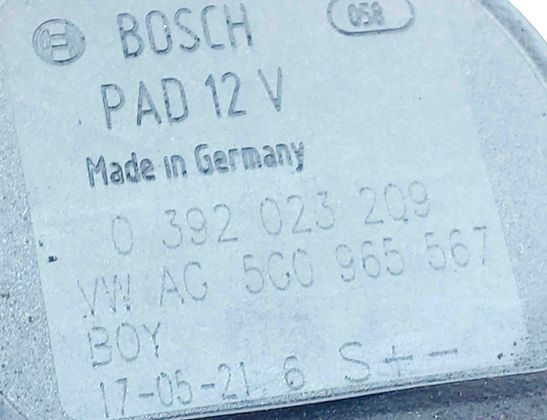 BOSCH 058
PAD 12 V
Made in Germany
0 392 023 209
VW AG 5G0 965 567
BOY
17-05-21 6 S + -